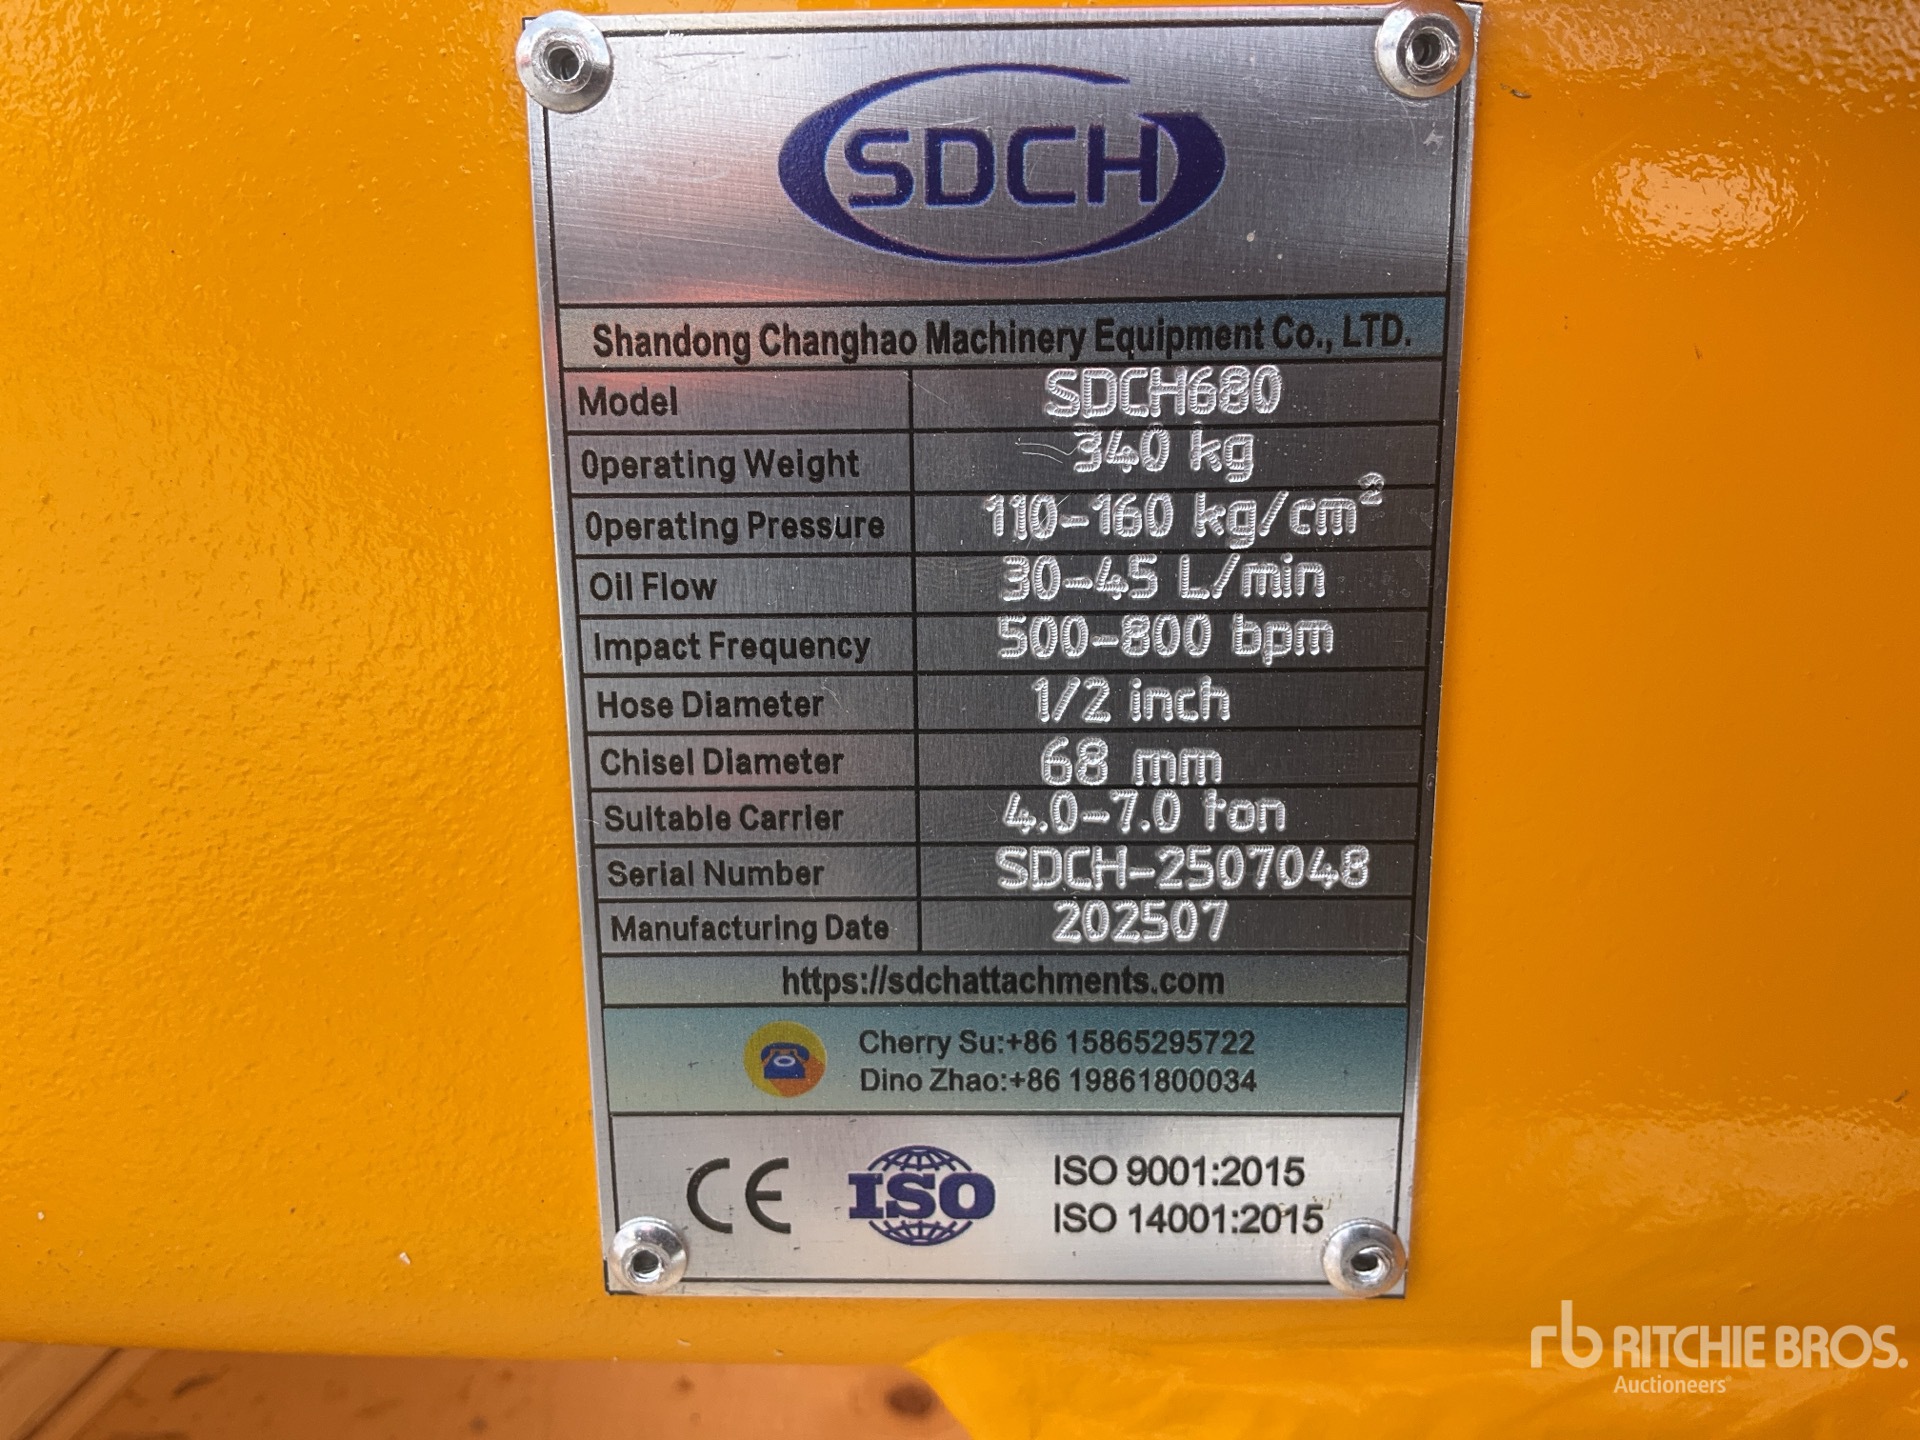 SDCH
Shandong Changhao Machinery Equipment Co., LTD.
Model SDCH680
Operating Weight 340 kg
Operating Pressure 110-160 kg/cm²
Oil Flow 30-45 L/min
Impact Frequency 500-800 bpm
Hose Diameter 1/2 inch
Chisel Diameter 68 mm
Suitable Carrier 4.0-7.0 ton
Serial Number SDCH-2507048
Manufacturing Date 202507
https://sdchattachments.com
Cherry Su:+86 15865295722
Dino Zhao:+86 19861800034
CE ISO ISO 9001:2015
ISO 14001:2015
rb RITCHIE BROS.
Auctioneers